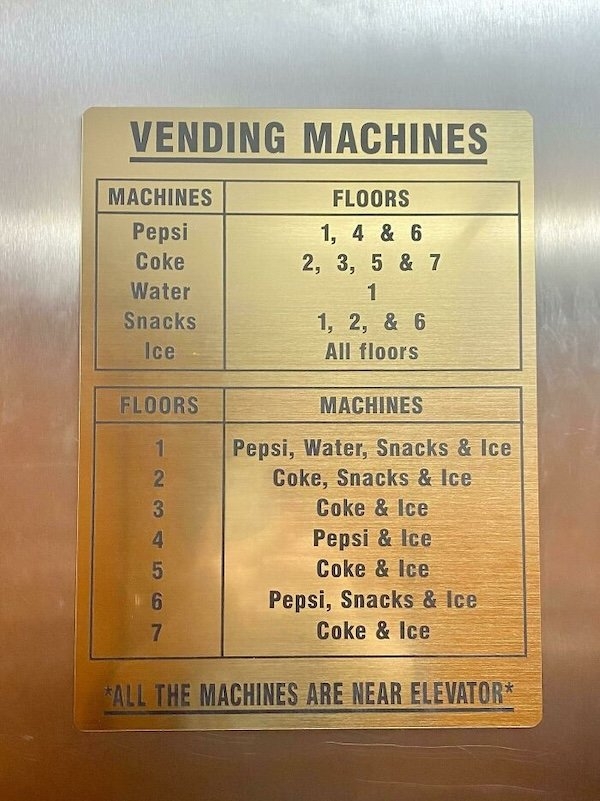 VENDING MACHINES
MACHINES FLOORS
Pepsi 1, 4 & 6
Coke 2, 3, 5 & 7
Water 1
Snacks 1, 2, & 6
Ice All floors
FLOORS MACHINES
1 Pepsi, Water, Snacks & Ice
2 Coke, Snacks & Ice
3 Coke & Ice
4 Pepsi & Ice
5 Coke & Ice
6 Pepsi, Snacks & Ice
7 Coke & Ice
*ALL THE MACHINES ARE NEAR ELEVATOR*